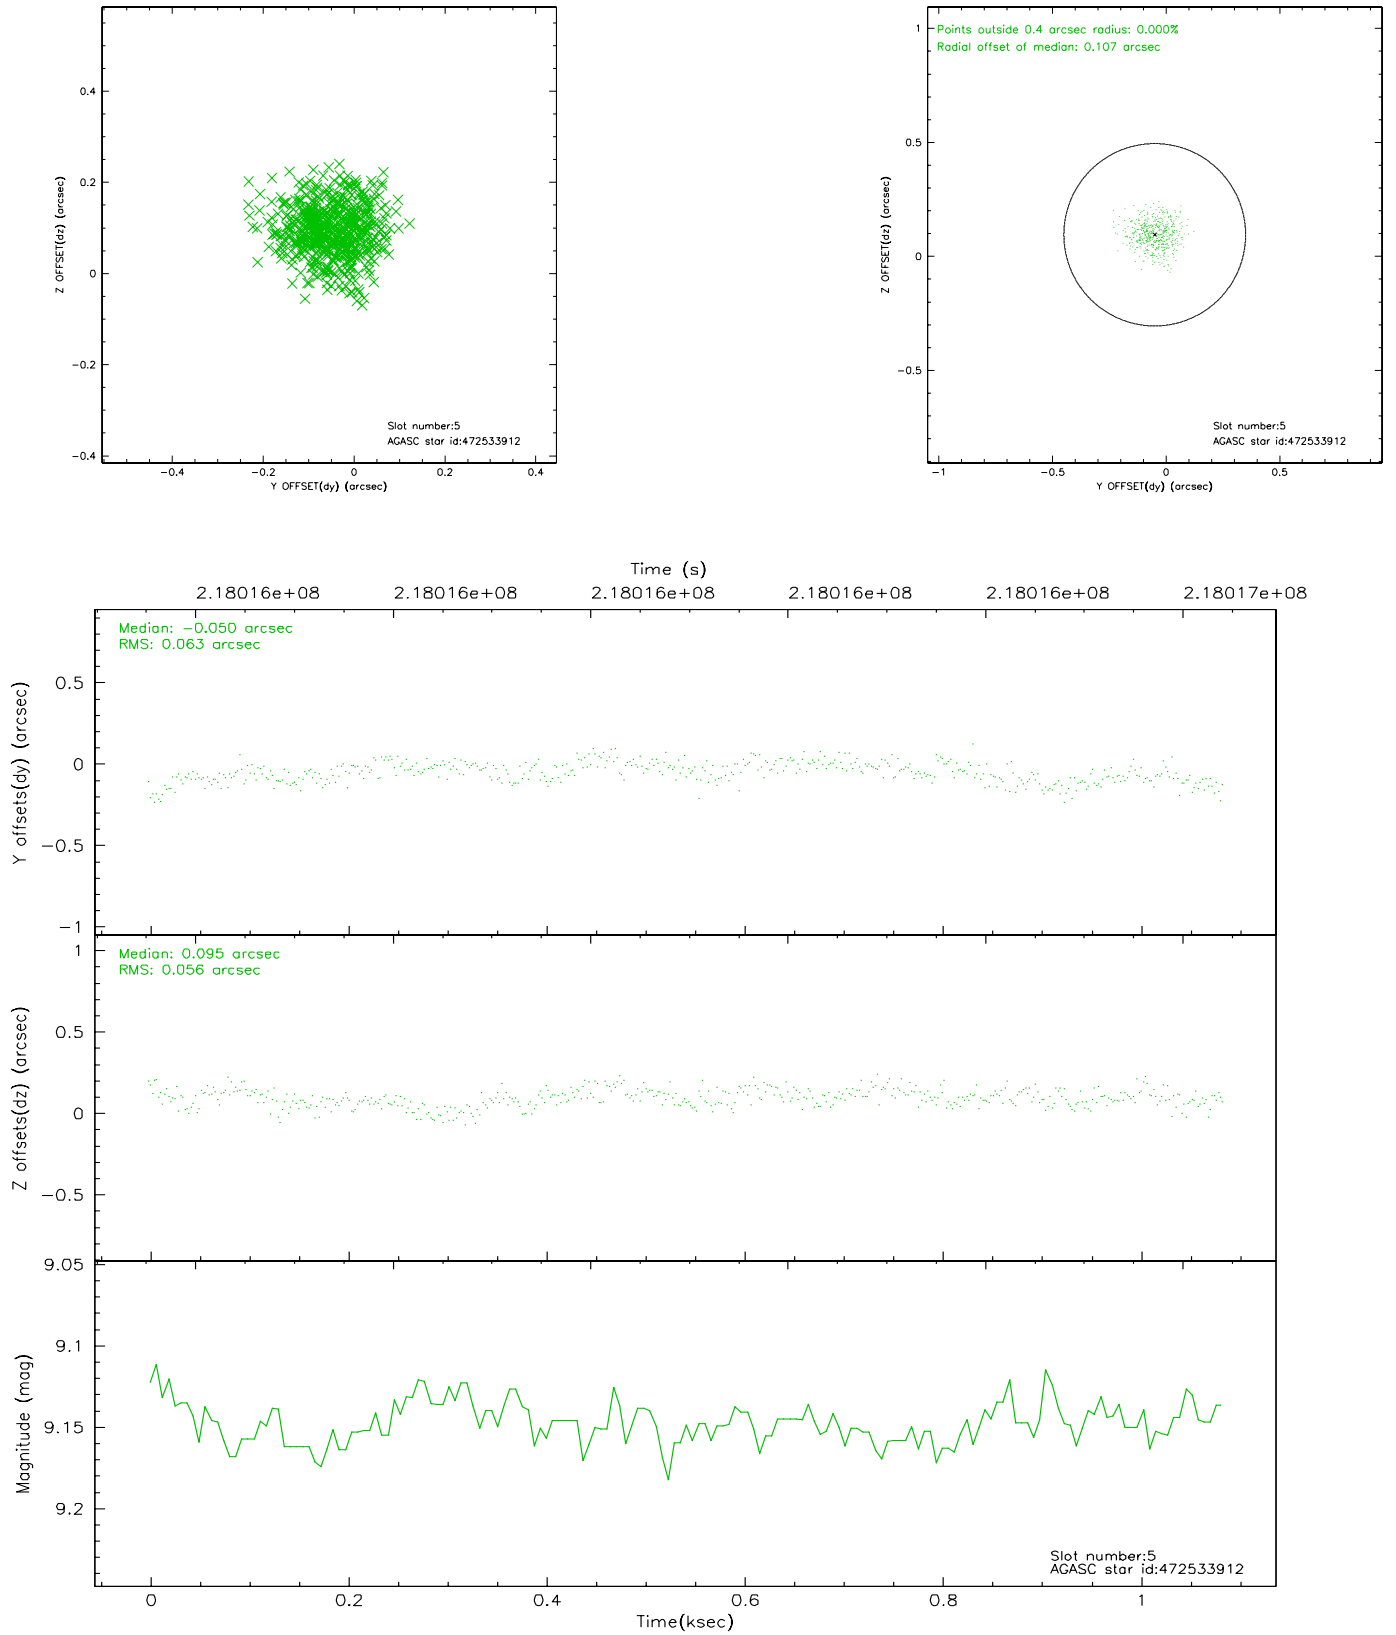 0.4
0.2
0
−0.2
−0.4
Z OFFSET(dz) (arcsec)
Slot number:5
AGASC star id:472533912
−0.4 −0.2 0 0.2 0.4
Y OFFSET(dy) (arcsec)
Points outside 0.4 arcsec radius: 0.000%
Radial offset of median: 0.107 arcsec
1
0.5
0
−0.5
Z OFFSET(dz) (arcsec)
Slot number:5
AGASC star id:472533912
−1 −0.5 0 0.5
Y OFFSET(dy) (arcsec)
Time (s)
2.18016e+08 2.18016e+08 2.18016e+08 2.18016e+08 2.18016e+08 2.18017e+08
Median: −0.050 arcsec
RMS: 0.063 arcsec
0.5
0
−0.5
−1
Y offsets(dy) (arcsec)
Median: 0.095 arcsec
RMS: 0.056 arcsec
1
0.5
0
−0.5
Z offsets(dz) (arcsec)
9.05
9.1
9.15
9.2
Magnitude (mag)
Slot number:5
AGASC star id:472533912
0 0.2 0.4 0.6 0.8 1
Time(ksec)